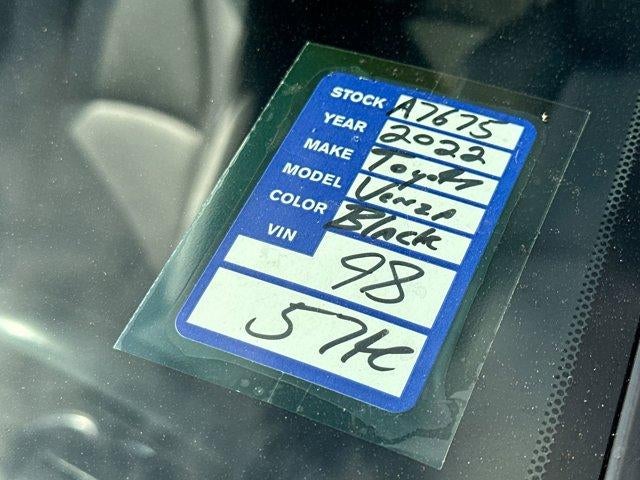 STOCK A7675
YEAR 2022
MAKE Toyota
MODEL Venza
COLOR Black
VIN
98
57K